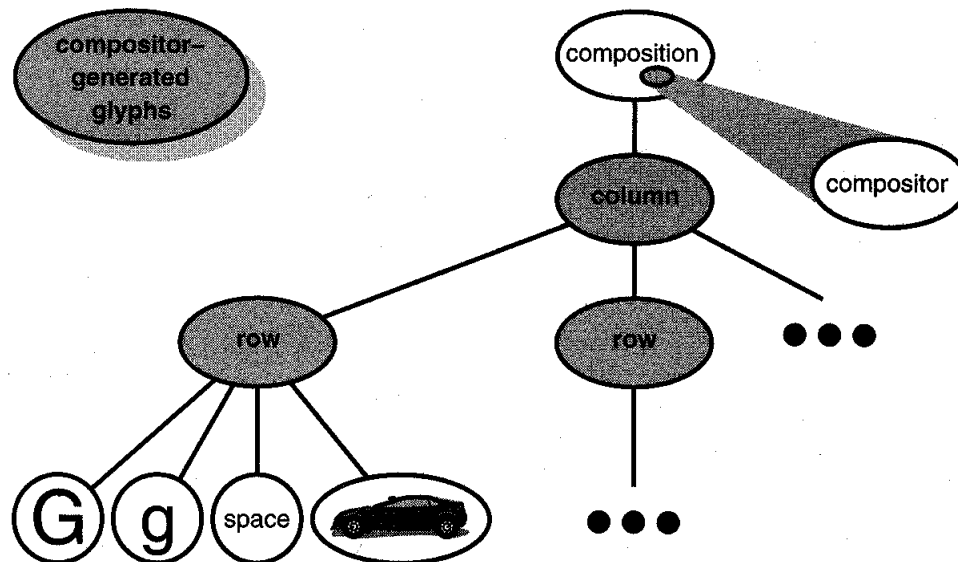 compositor–
generated
glyphs
composition
compositor
column
row
row
G
g
space